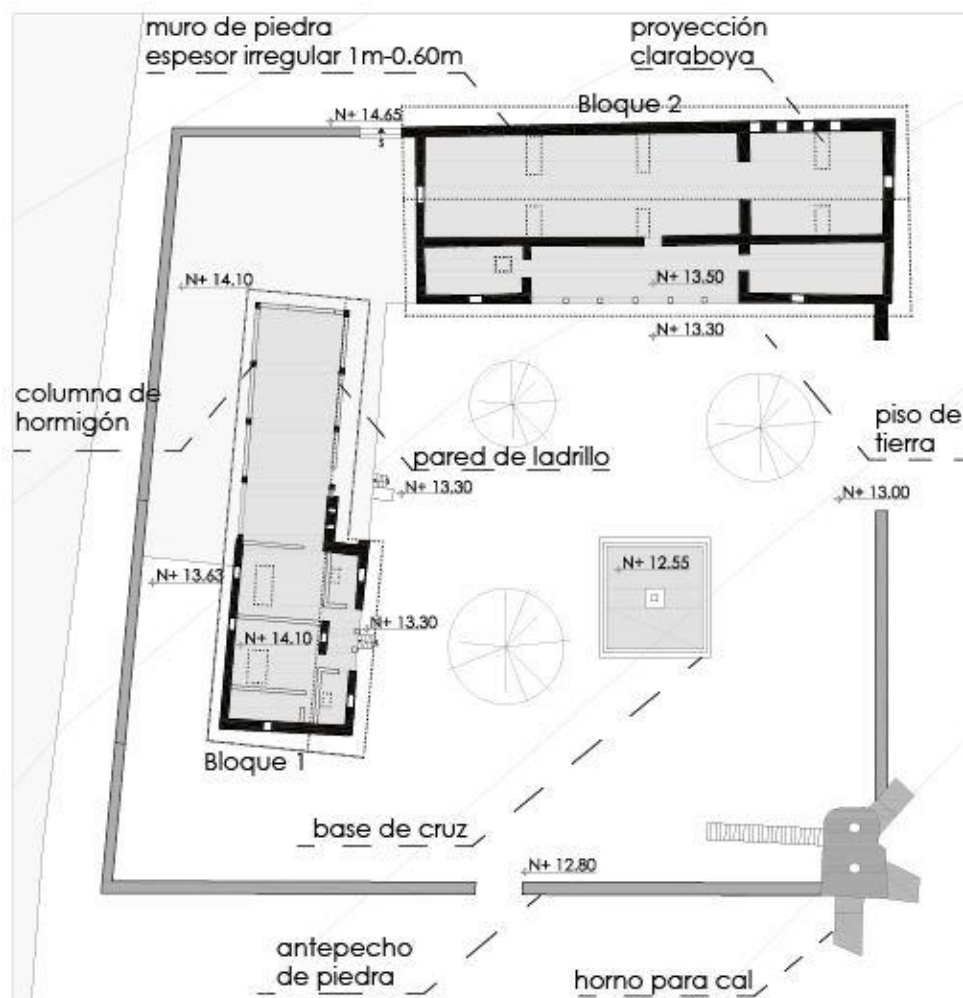 muro de piedra
espesor irregular 1m-0.60m
proyección
claraboya
Bloque 2
N+ 14.65
s
N+ 14.10
N+ 13.50
N+ 13.30
columna de
hormigón
pared de ladrillo
piso de
tierra
N+ 13.30
N+ 13.00
N+ 12.55
N+ 13.63
N+ 13.30
N+ 14.10
Bloque 1
base de cruz
N+ 12.80
antepecho
de piedra
horno para cal